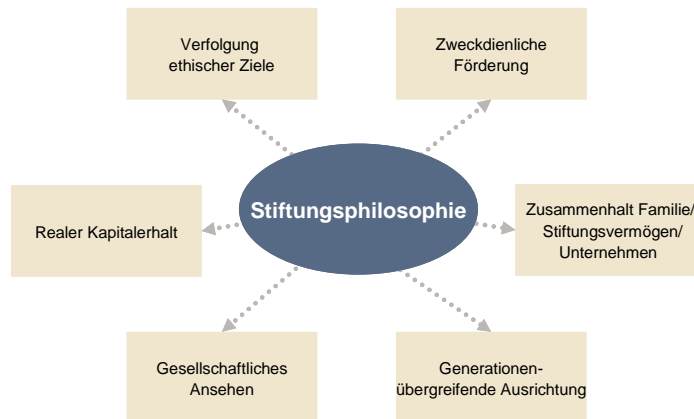 Verfolgung
ethischer Ziele
Zweckdienliche
Förderung
Stiftungsphilosophie
Realer Kapitalerhalt
Zusammenhalt Familie/
Stiftungsvermögen/
Unternehmen
Gesellschaftliches
Ansehen
Generationen-
übergreifende Ausrichtung